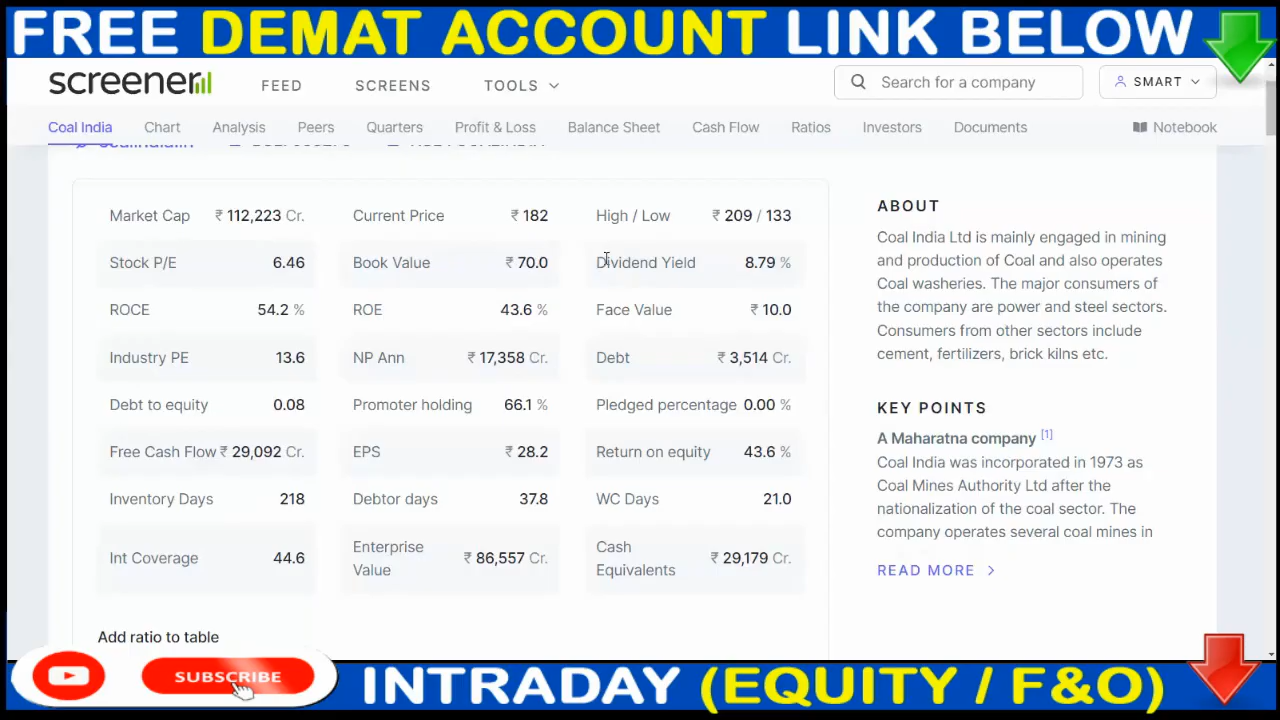 FREE DEMAT ACCOUNT LINK BELOW
screener
FEED
SCREENS
TOOLS
Search for a company
SMART
Coal India
Chart
Analysis
Peers
Quarters
Profit & Loss
Balance Sheet
Cash Flow
Ratios
Investors
Documents
Notebook
Market Cap ₹ 112,223 Cr.
Current Price ₹ 182
High / Low ₹ 209 / 133
Stock P/E 6.46
Book Value ₹ 70.0
Dividend Yield 8.79 %
ROCE 54.2 %
ROE 43.6 %
Face Value ₹ 10.0
Industry PE 13.6
NP Ann ₹ 17,358 Cr.
Debt ₹ 3,514 Cr.
Debt to equity 0.08
Promoter holding 66.1 %
Pledged percentage 0.00 %
Free Cash Flow ₹ 29,092 Cr.
EPS ₹ 28.2
Return on equity 43.6 %
Inventory Days 218
Debtor days 37.8
WC Days 21.0
Int Coverage 44.6
Enterprise
Value ₹ 86,557 Cr.
Cash
Equivalents ₹ 29,179 Cr.
Add ratio to table
ABOUT
Coal India Ltd is mainly engaged in mining
and production of Coal and also operates
Coal washeries. The major consumers of
the company are power and steel sectors.
Consumers from other sectors include
cement, fertilizers, brick kilns etc.
KEY POINTS
A Maharatna company [1]
Coal India was incorporated in 1973 as
Coal Mines Authority Ltd after the
nationalization of the coal sector. The
company operates several coal mines in
READ MORE
SUBSCRIBE
INTRADAY (EQUITY / F&O)